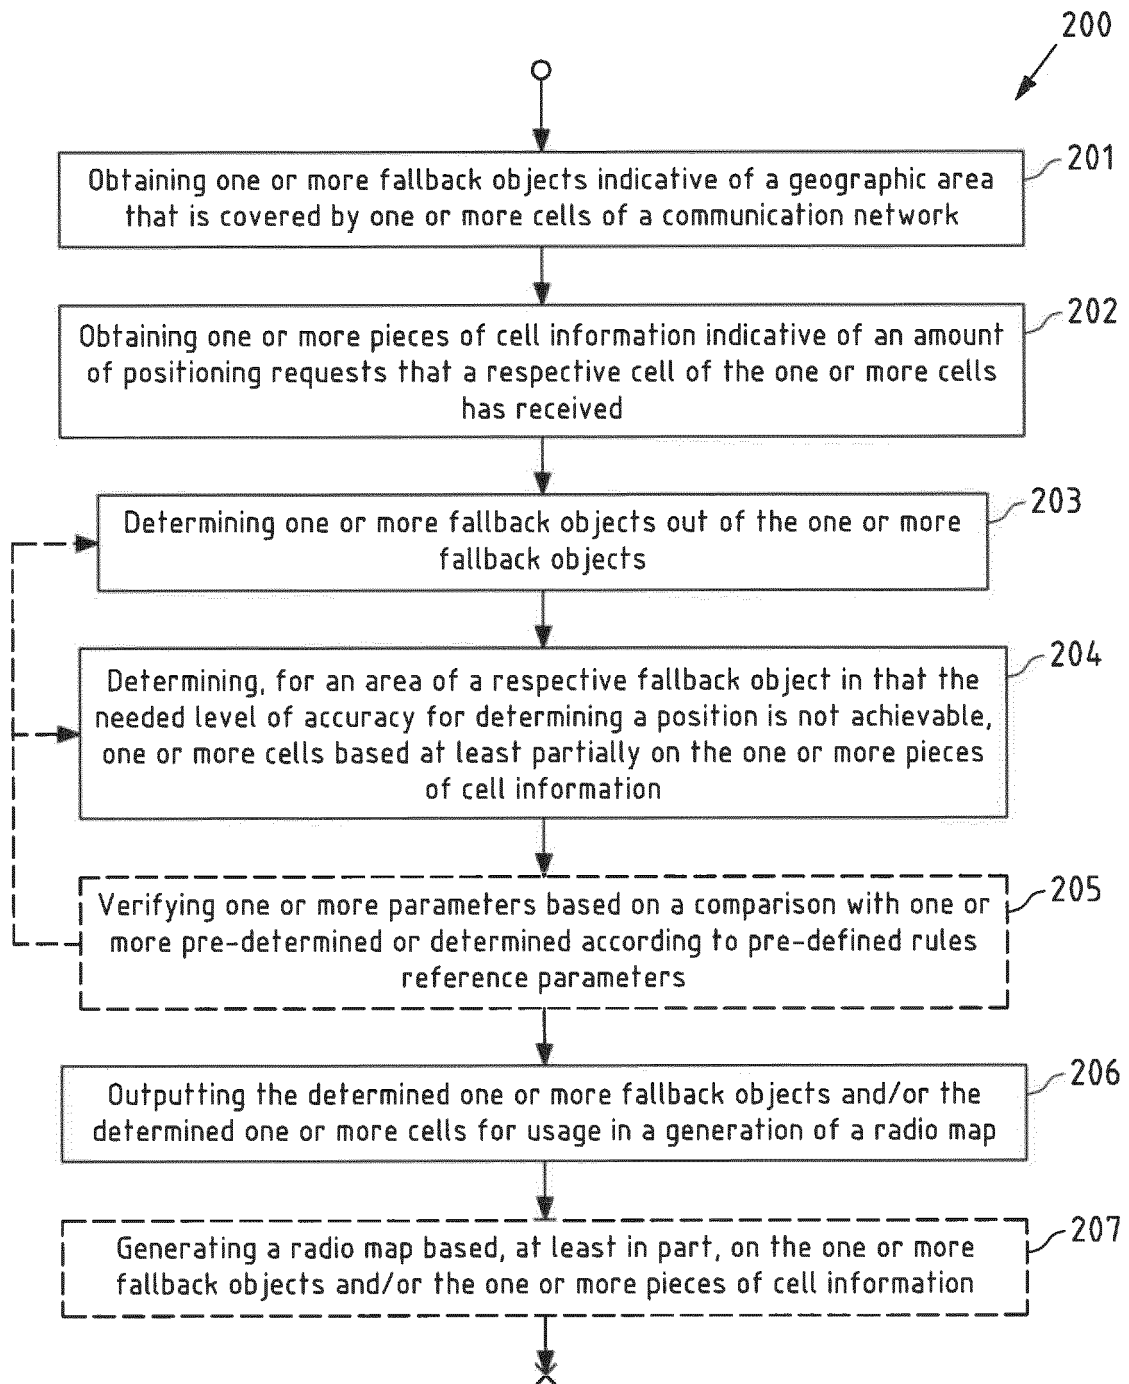 200
201
Obtaining one or more fallback objects indicative of a geographic area
that is covered by one or more cells of a communication network
202
Obtaining one or more pieces of cell information indicative of an amount
of positioning requests that a respective cell of the one or more cells
has received
203
Determining one or more fallback objects out of the one or more
fallback objects
204
Determining, for an area of a respective fallback object in that the
needed level of accuracy for determining a position is not achievable,
one or more cells based at least partially on the one or more pieces
of cell information
205
Verifying one or more parameters based on a comparison with one or
more pre-determined or determined according to pre-defined rules
reference parameters
206
Outputting the determined one or more fallback objects and/or the
determined one or more cells for usage in a generation of a radio map
207
Generating a radio map based, at least in part, on the one or more
fallback objects and/or the one or more pieces of cell information